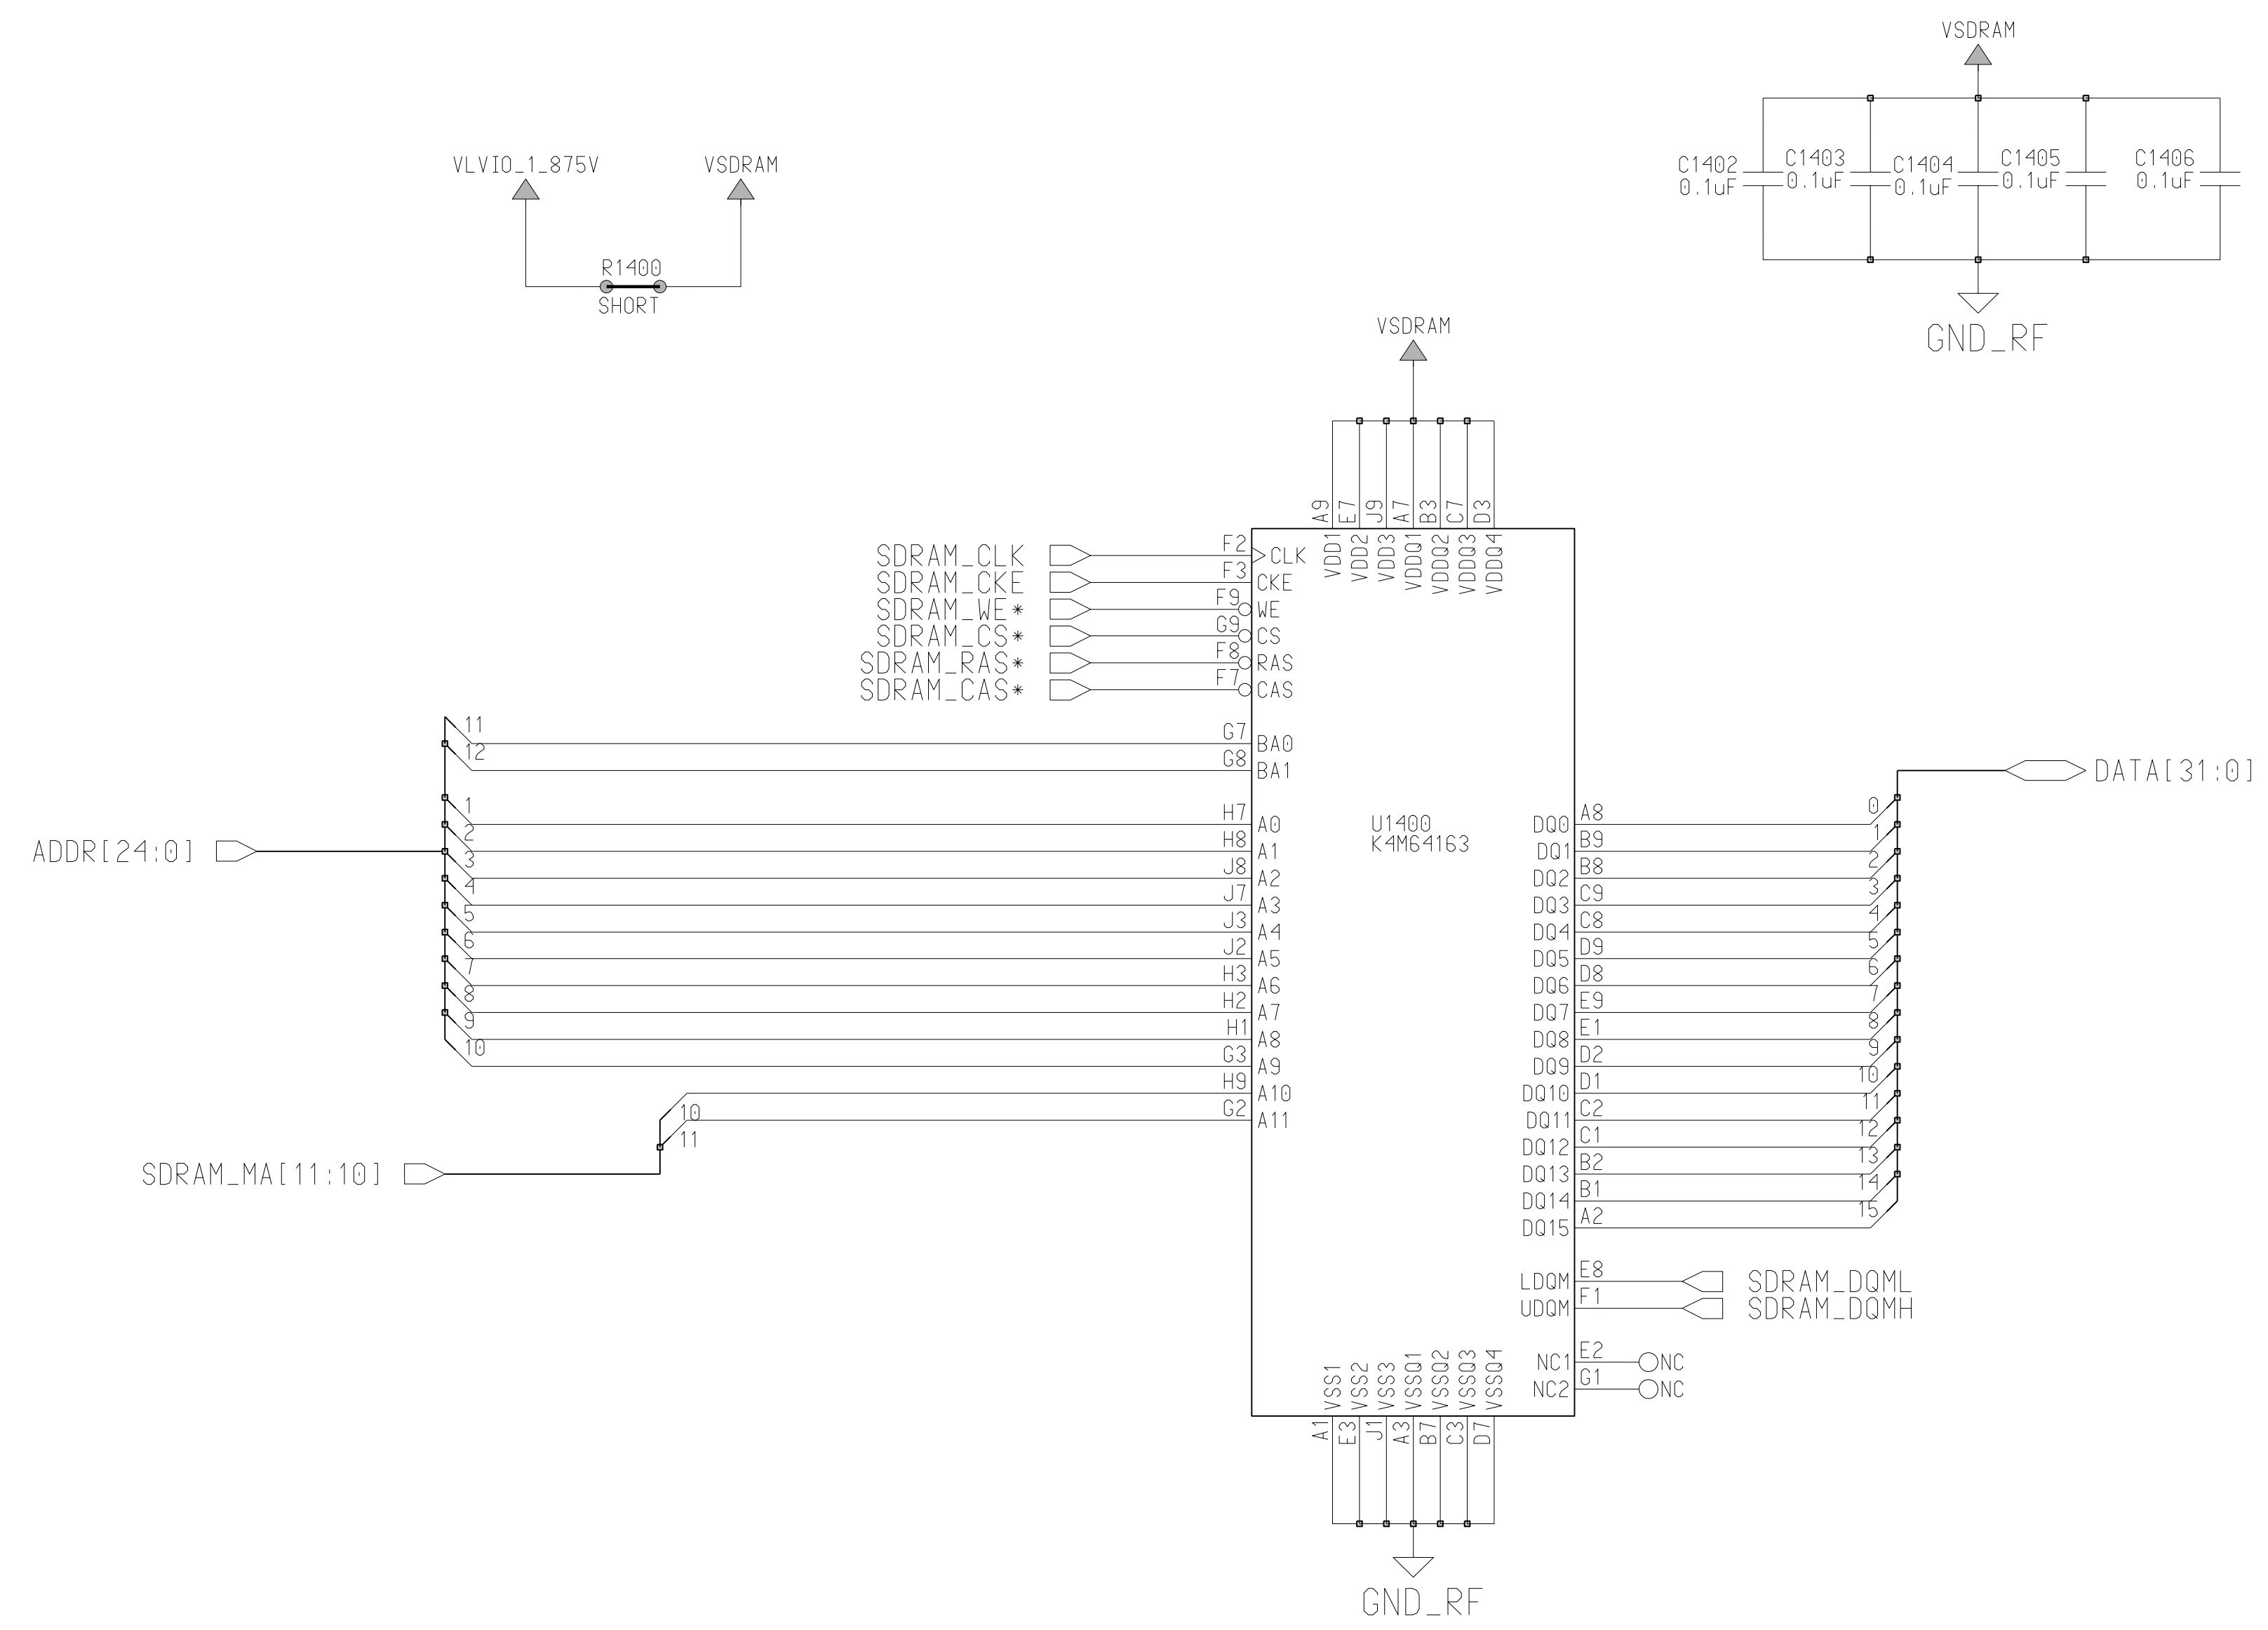 VSDRAM
VLVIO_1_875V
VSDRAM
C1402
0.1uF
C1403
0.1uF
C1404
0.1uF
C1405
0.1uF
C1406
0.1uF
R1400
SHORT
GND_RF
VSDRAM
A9
E7
J9
A7
B3
C7
D3
VDD1
VDD2
VDD3
VDDQ1
VDDQ2
VDDQ3
VDDQ4
SDRAM_CLK F2 CLK
SDRAM_CKE F3 CKE
SDRAM_WE* F9 WE
SDRAM_CS* G9 CS
SDRAM_RAS* F8 RAS
SDRAM_CAS* F7 CAS
11 G7 BA0
12 G8 BA1
ADDR[24:0]
1 H7 A0
2 H8 A1
3 J8 A2
4 J7 A3
5 J3 A4
6 J2 A5
7 H3 A6
8 H2 A7
9 H1 A8
10 G3 A9
10 H9 A10
11 G2 A11
SDRAM_MA[11:10]
U1400
K4M64163
DATA[31:0]
DQ0 A8 0
DQ1 B9 1
DQ2 B8 2
DQ3 C9 3
DQ4 C8 4
DQ5 D9 5
DQ6 D8 6
DQ7 E9 7
DQ8 E1 8
DQ9 D2 9
DQ10 D1 10
DQ11 C2 11
DQ12 C1 12
DQ13 B2 13
DQ14 B1 14
DQ15 A2 15
LDQM E8 SDRAM_DQML
UDQM F1 SDRAM_DQMH
NC1 E2 NC
NC2 G1 NC
VSS1
VSS2
VSS3
VSSQ1
VSSQ2
VSSQ3
VSSQ4
A1
E3
J1
A3
B7
C3
D7
GND_RF